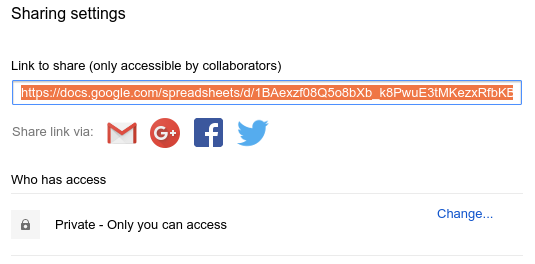 Sharing settings
Link to share (only accessible by collaborators)
https://docs.google.com/spreadsheets/d/1BAexzf08Q5o8bXb_k8PwuE3tMKezxRfbKE
Share link via:
Who has access
Private - Only you can access
Change...